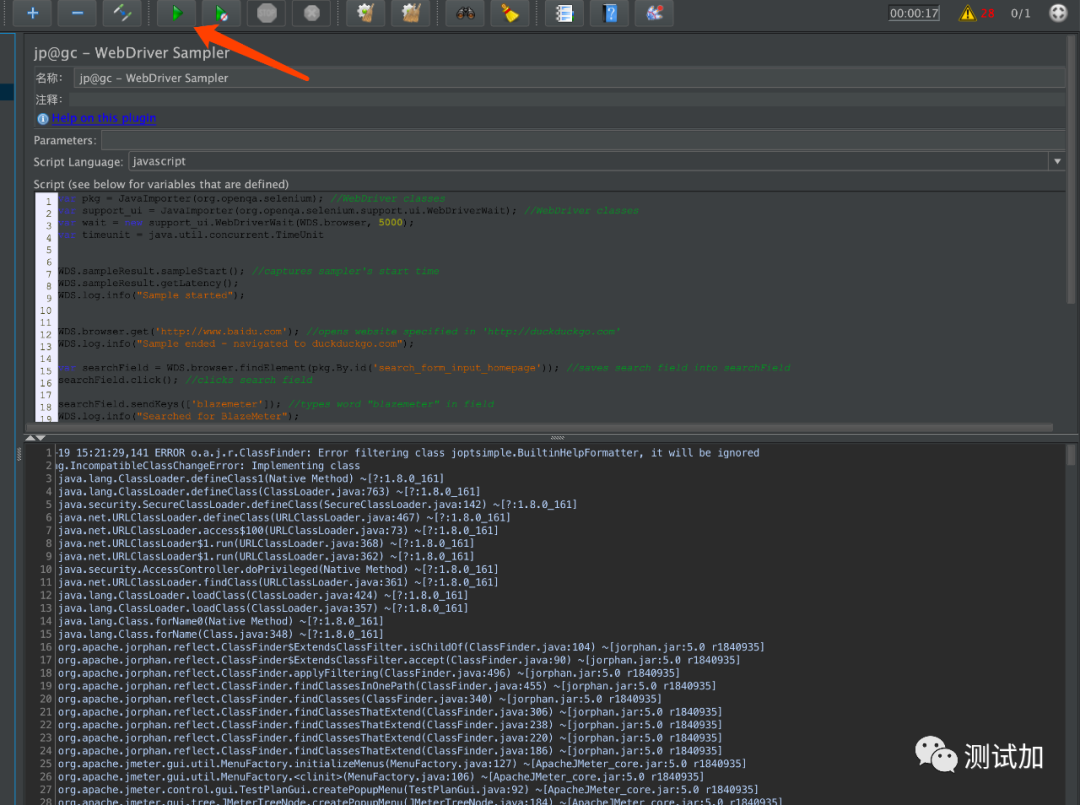 00:00:17 28 0/1
jp@gc - WebDriver Sampler
名称: jp@gc - WebDriver Sampler
注释:
Help on this plugin
Parameters:
Script Language: javascript
Script (see below for variables that are defined)
1 pkg = JavaImporter(org.openqa.selenium); //WebDriver classes
2 support_ui = JavaImporter(org.openqa.selenium.support.ui.WebDriverWait); //WebDriver classes
3 wait = new support_ui.WebDriverWait(WDS.browser, 5000);
4 timeunit = java.util.concurrent.TimeUnit
5
6
7 WDS.sampleResult.sampleStart(); //captures sampler's start time
8 WDS.sampleResult.getLatency();
9 WDS.log.info("Sample started");
10
11
12 WDS.browser.get('http://www.baidu.com'); //opens website specified in 'http://duckduckgo.com'
13 WDS.log.info("Sample ended - navigated to duckduckgo.com");
14
15 searchField = WDS.browser.findElement(pkg.By.id('search_form_input_homepage')); //saves search field into searchField
16 searchField.click(); //clicks search field
17
18 searchField.sendKeys(['blazemeter']); //types word "blazemeter" in field
19 WDS.log.info("Searched for BlazeMeter");
1 -19 15:21:29,141 ERROR o.a.j.r.ClassFinder: Error filtering class joptsimple.BuiltinHelpFormatter, it will be ignored
2 g.IncompatibleClassChangeError: Implementing class
3 java.lang.ClassLoader.defineClass1(Native Method) ~[?:1.8.0_161]
4 java.lang.ClassLoader.defineClass(ClassLoader.java:763) ~[?:1.8.0_161]
5 java.security.SecureClassLoader.defineClass(SecureClassLoader.java:142) ~[?:1.8.0_161]
6 java.net.URLClassLoader.defineClass(URLClassLoader.java:467) ~[?:1.8.0_161]
7 java.net.URLClassLoader.access$100(URLClassLoader.java:73) ~[?:1.8.0_161]
8 java.net.URLClassLoader$1.run(URLClassLoader.java:368) ~[?:1.8.0_161]
9 java.net.URLClassLoader$1.run(URLClassLoader.java:362) ~[?:1.8.0_161]
10 java.security.AccessController.doPrivileged(Native Method) ~[?:1.8.0_161]
11 java.net.URLClassLoader.findClass(URLClassLoader.java:361) ~[?:1.8.0_161]
12 java.lang.ClassLoader.loadClass(ClassLoader.java:424) ~[?:1.8.0_161]
13 java.lang.ClassLoader.loadClass(ClassLoader.java:357) ~[?:1.8.0_161]
14 java.lang.Class.forName0(Native Method) ~[?:1.8.0_161]
15 java.lang.Class.forName(Class.java:348) ~[?:1.8.0_161]
16 org.apache.jorphan.reflect.ClassFinder$ExtendsClassFilter.isChildOf(ClassFinder.java:104) ~[jorphan.jar:5.0 r1840935]
17 org.apache.jorphan.reflect.ClassFinder$ExtendsClassFilter.accept(ClassFinder.java:90) ~[jorphan.jar:5.0 r1840935]
18 org.apache.jorphan.reflect.ClassFinder.applyFiltering(ClassFinder.java:496) ~[jorphan.jar:5.0 r1840935]
19 org.apache.jorphan.reflect.ClassFinder.findClassesInOnePath(ClassFinder.java:455) ~[jorphan.jar:5.0 r1840935]
20 org.apache.jorphan.reflect.ClassFinder.findClasses(ClassFinder.java:340) ~[jorphan.jar:5.0 r1840935]
21 org.apache.jorphan.reflect.ClassFinder.findClassesThatExtend(ClassFinder.java:306) ~[jorphan.jar:5.0 r1840935]
22 org.apache.jorphan.reflect.ClassFinder.findClassesThatExtend(ClassFinder.java:238) ~[jorphan.jar:5.0 r1840935]
23 org.apache.jorphan.reflect.ClassFinder.findClassesThatExtend(ClassFinder.java:220) ~[jorphan.jar:5.0 r1840935]
24 org.apache.jorphan.reflect.ClassFinder.findClassesThatExtend(ClassFinder.java:186) ~[jorphan.jar:5.0 r1840935]
25 org.apache.jmeter.gui.util.MenuFactory.initializeMenus(MenuFactory.java:127) ~[ApacheJMeter_core.jar:5.0 r1840935]
26 org.apache.jmeter.gui.util.MenuFactory.<clinit>(MenuFactory.java:106) ~[ApacheJMeter_core.jar:5.0 r1840935]
27 org.apache.jmeter.control.gui.TestPlanGui.createPopupMenu(TestPlanGui.java:92) ~[ApacheJMeter_core.jar:5.0 r1840935]
28 org.apache.jmeter.gui.tree.JMeterTreeNode.createPopupMenu(JMeterTreeNode.java:184) ~[ApacheJMeter_core.jar:5.0 r1840935]
测试加